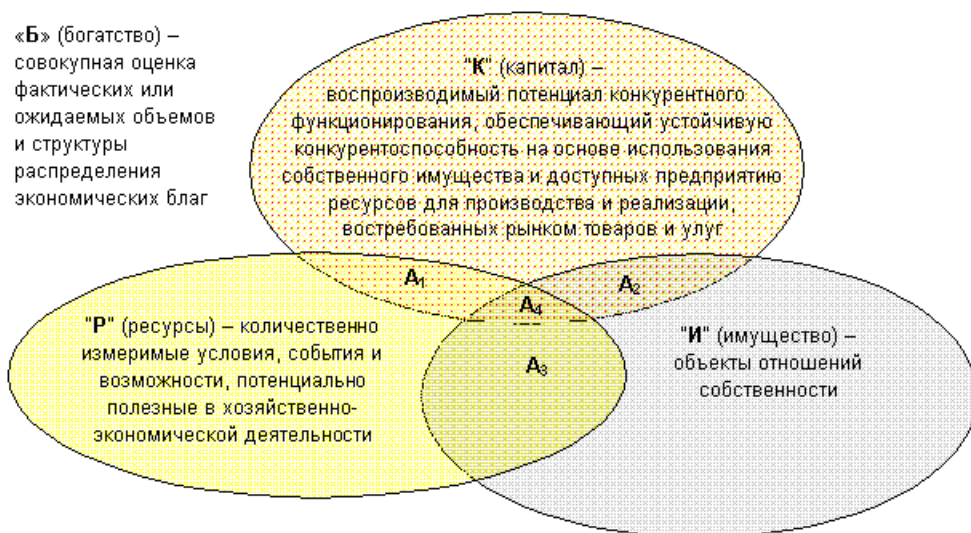 «Б» (богатство) –
совокупная оценка
фактических или
ожидаемых объемов
и структуры
распределения
экономических благ
"К" (капитал) –
воспроизводимый потенциал конкурентного
функционирования, обеспечивающий устойчивую
конкурентоспособность на основе использования
собственного имущества и доступных предприятию
ресурсов для производства и реализации,
востребованных рынком товаров и улуг
А₁
А₂
А₄
"Р" (ресурсы) – количественно
измеримые условия, события и
возможности, потенциально
полезные в хозяйственно-
экономической деятельности
А₃
"И" (имущество) –
объекты отношений
собственности